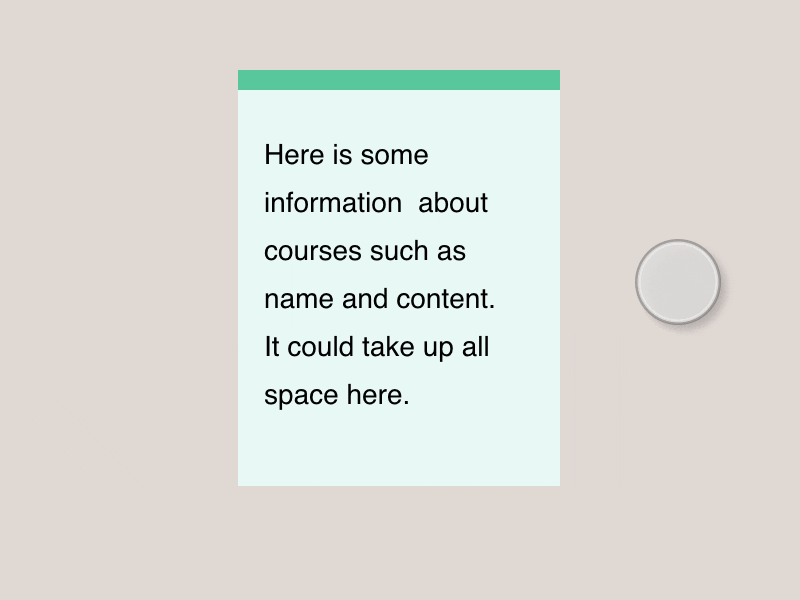 Here is some
information  about
courses such as
name and content.
It could take up all
space here.